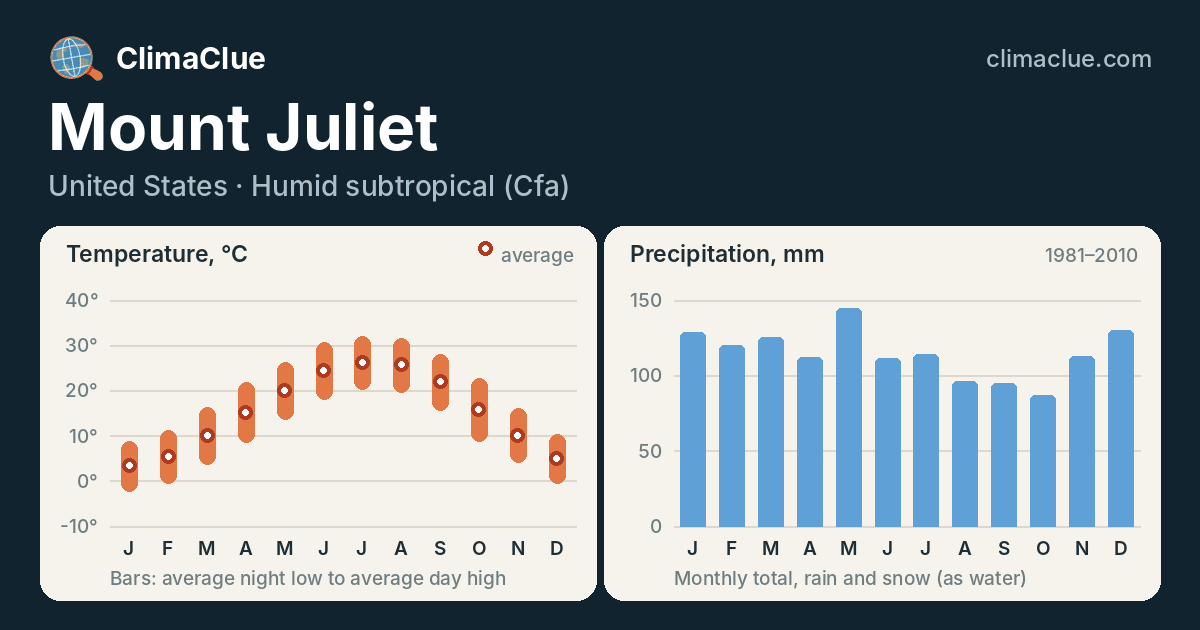 ClimaClue
climaclue.com
Mount Juliet
United States · Humid subtropical (Cfa)
Temperature, °C
average
40°
30°
20°
10°
0°
-10°
J F M A M J J A S O N D
Bars: average night low to average day high
Precipitation, mm
1981–2010
150
100
50
0
J F M A M J J A S O N D
Monthly total, rain and snow (as water)